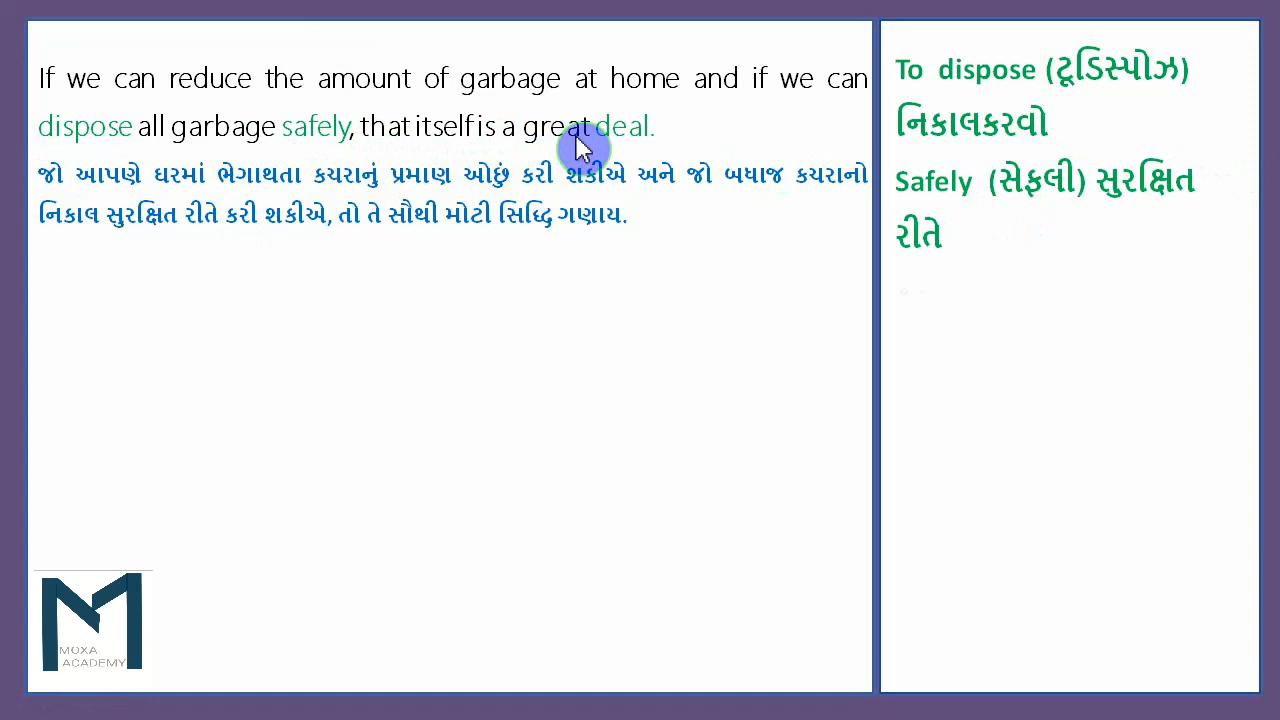 If we can reduce the amount of garbage at home and if we can
dispose all garbage safely, that itself is a great deal.
જો આપણે ઘરમાં ભેગાથતા કચરાનું પ્રમાણ ઓછું કરી શકીએ અને જો બધાજ કચરાનો
નિકાલ સુરક્ષિત રીતે કરી શકીએ, તો તે સૌથી મોટી સિધ્ધિ ગણાય.
To dispose (ટૂડિસ્પોઝ)
નિકાલકરવો
Safely (સેફલી) સુરક્ષિત
રીતે
MOXA
ACADEMY